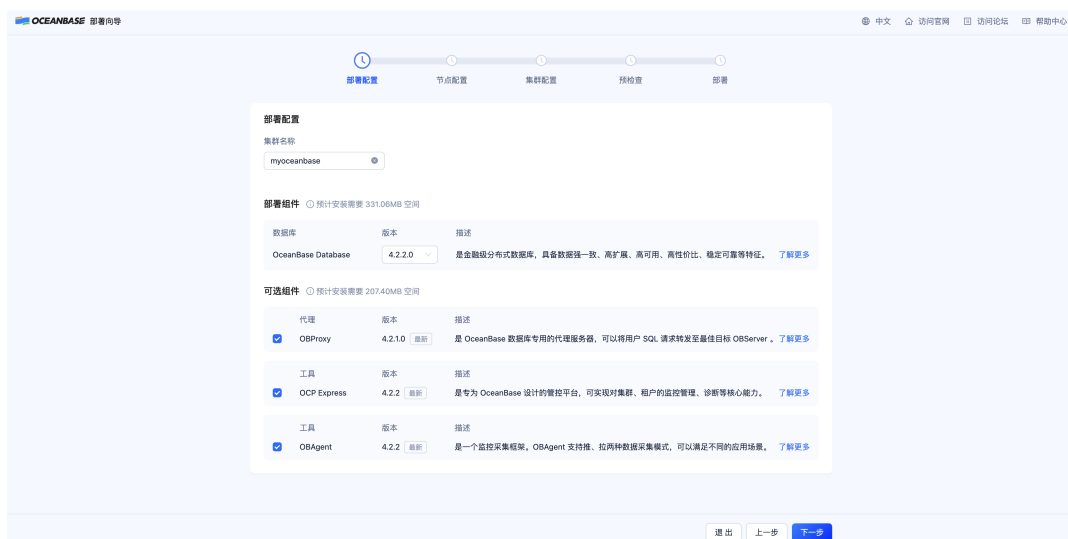 OCEANBASE 部署向导 中文 访问官网 访问论坛 帮助中心
部署配置 节点配置 集群配置 预检查 部署
部署配置
集群名称
myoceanbase
部署组件 预计安装需要 331.06MB 空间
数据库 版本 描述
OceanBase Database 4.2.2.0 是金融级分布式数据库，具备数据强一致、高扩展、高可用、高性价比、稳定可靠等特征。 了解更多
可选组件 预计安装需要 207.40MB 空间
代理 版本 描述
OBProxy 4.2.1.0 最新 是 OceanBase 数据库专用的代理服务器，可以将用户 SQL 请求转发至最佳目标 OBServer 。 了解更多
工具 版本 描述
OCP Express 4.2.2 最新 是专为 OceanBase 设计的管控平台，可实现对集群、租户的监控管理、诊断等核心能力。 了解更多
工具 版本 描述
OBAgent 4.2.2 最新 是一个监控采集框架。OBAgent 支持推、拉两种数据采集模式，可以满足不同的应用场景。 了解更多
退出 上一步 下一步